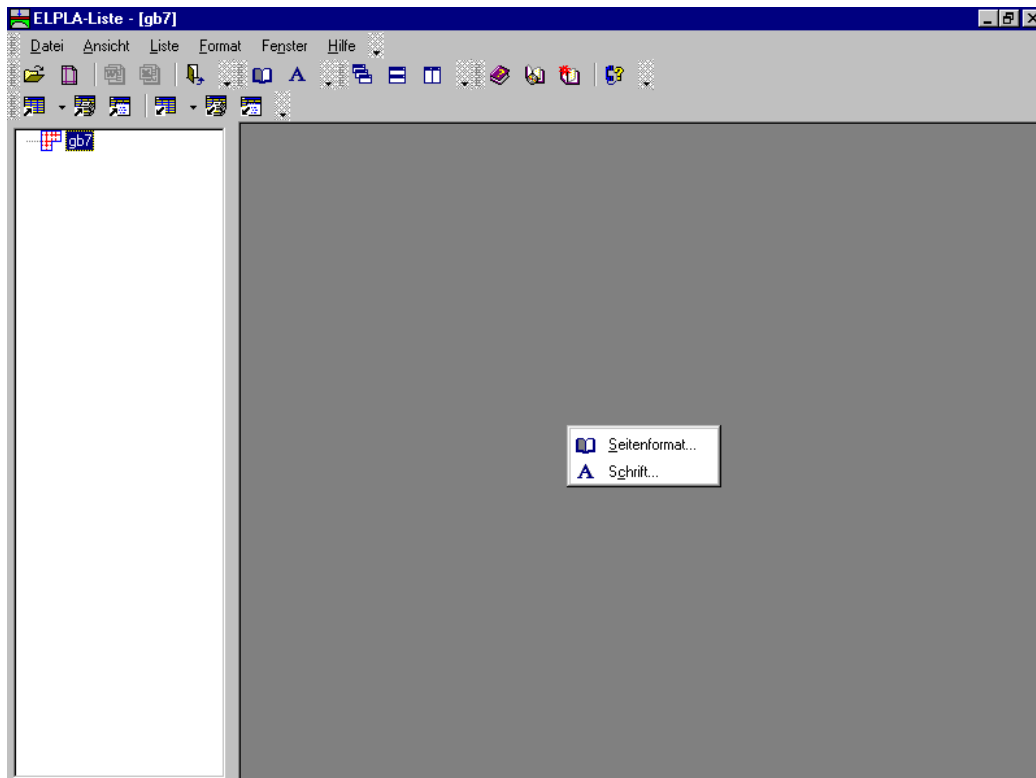 ELPLA-Liste - [gb7]
Datei Ansicht Liste Format Fenster Hilfe
gb7
Seitenformat...
Schrift...